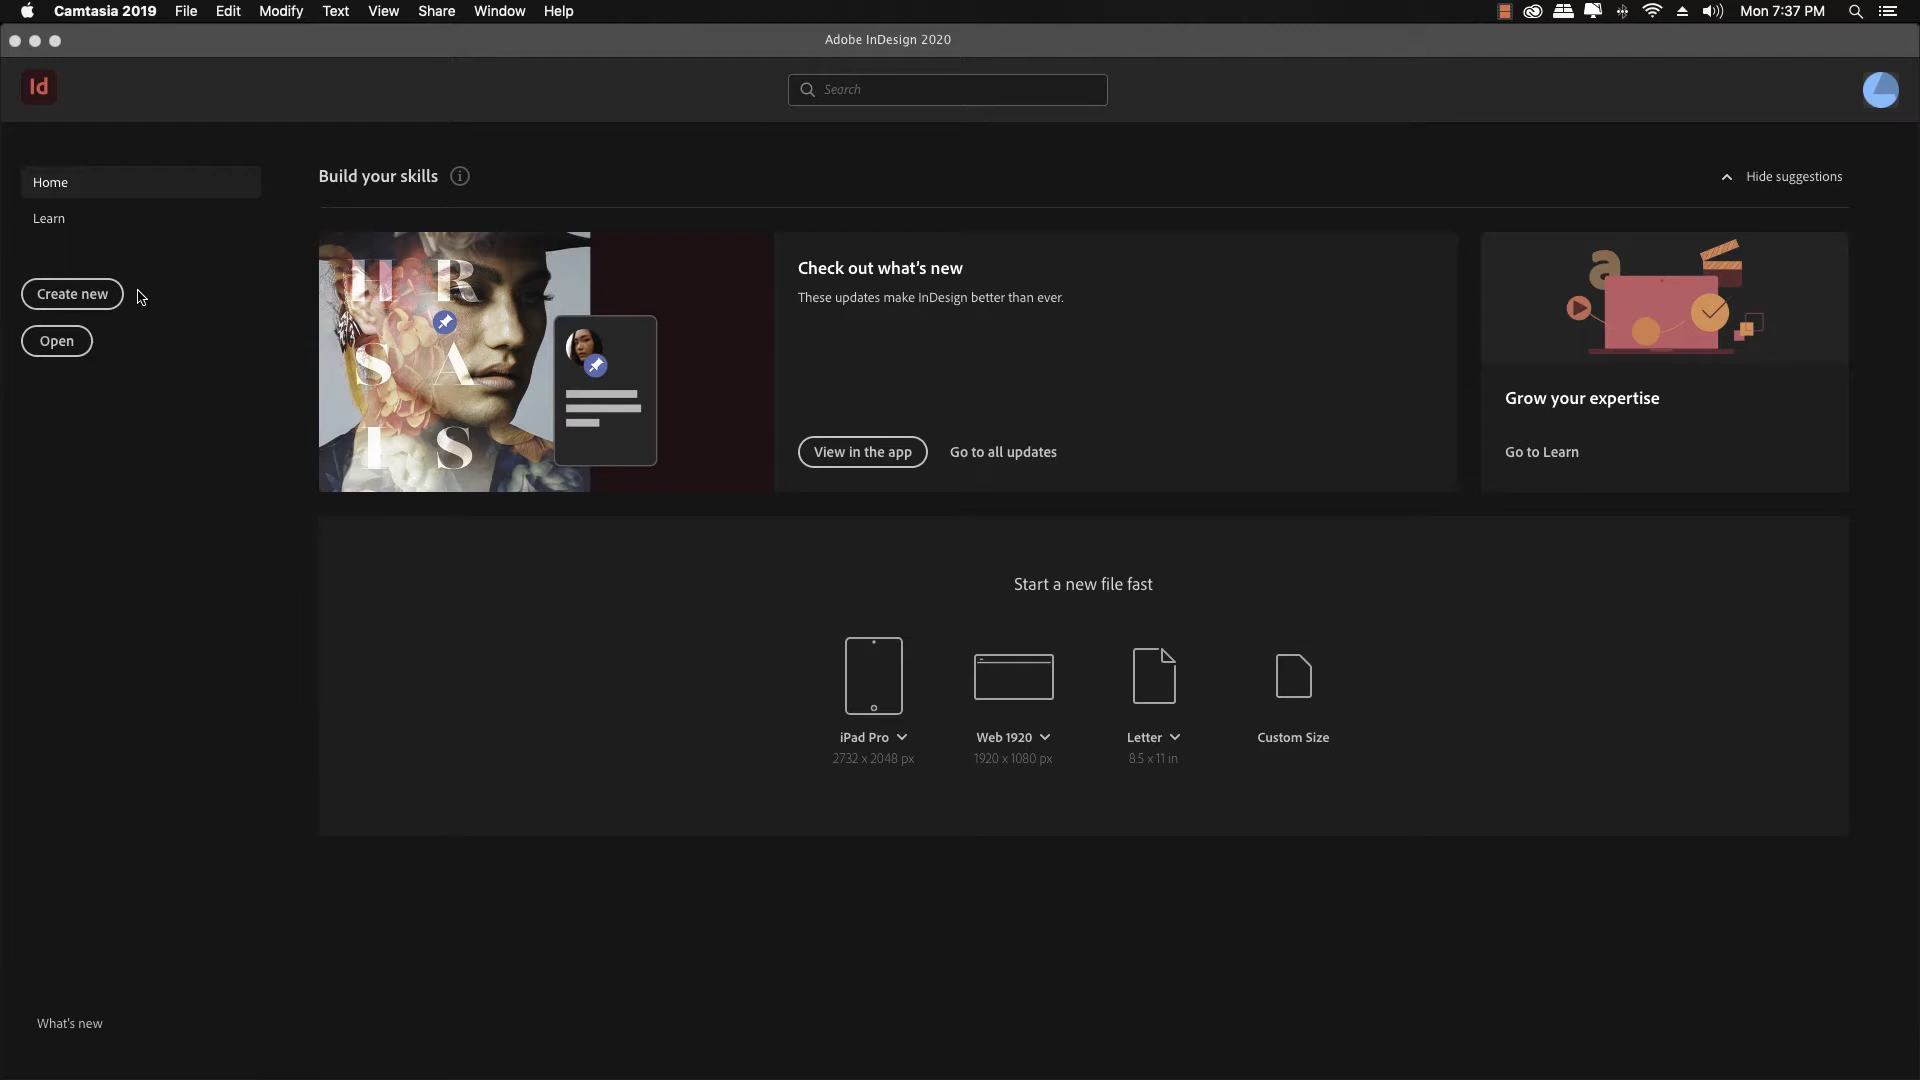 Camtasia 2019 File Edit Modify Text View Share Window Help Mon 7:37 PM
Adobe InDesign 2020
Id
Search
Home
Learn
Create new
Open
Build your skills
Hide suggestions
H R
S A
I S
Check out what's new
These updates make InDesign better than ever.
View in the app Go to all updates
a
Grow your expertise
Go to Learn
Start a new file fast
iPad Pro
2732 x 2048 px
Web 1920
1920 x 1080 px
Letter
8.5 x 11 in
Custom Size
What's new